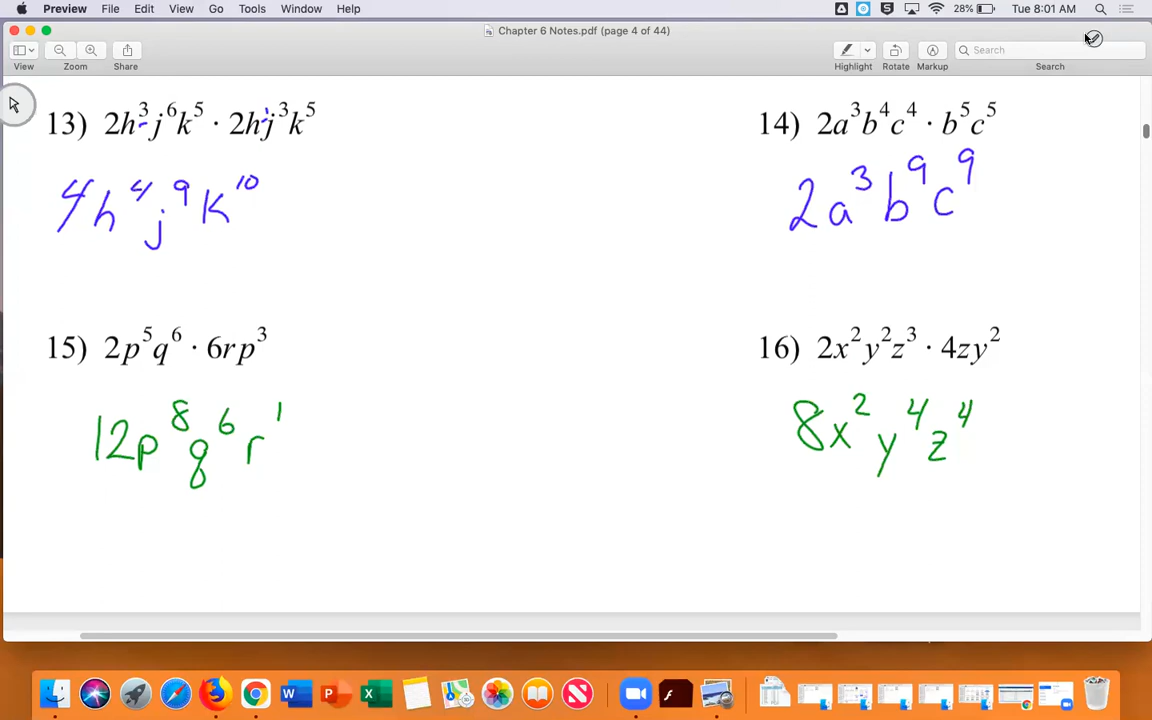 Preview File Edit View Go Tools Window Help 28% Tue 8:01 AM
Chapter 6 Notes.pdf (page 4 of 44)
Search
View Zoom Share Highlight Rotate Markup Search
13) 2h³j⁶k⁵ · 2hj³k⁵
14) 2a³b⁴c⁴ · b⁵c⁵
4h⁴j⁹k¹⁰
2a³b⁹c⁹
15) 2p⁵q⁶ · 6rp³
16) 2x²y²z³ · 4zy²
12p⁸q⁶r¹
8x²y⁴z⁴